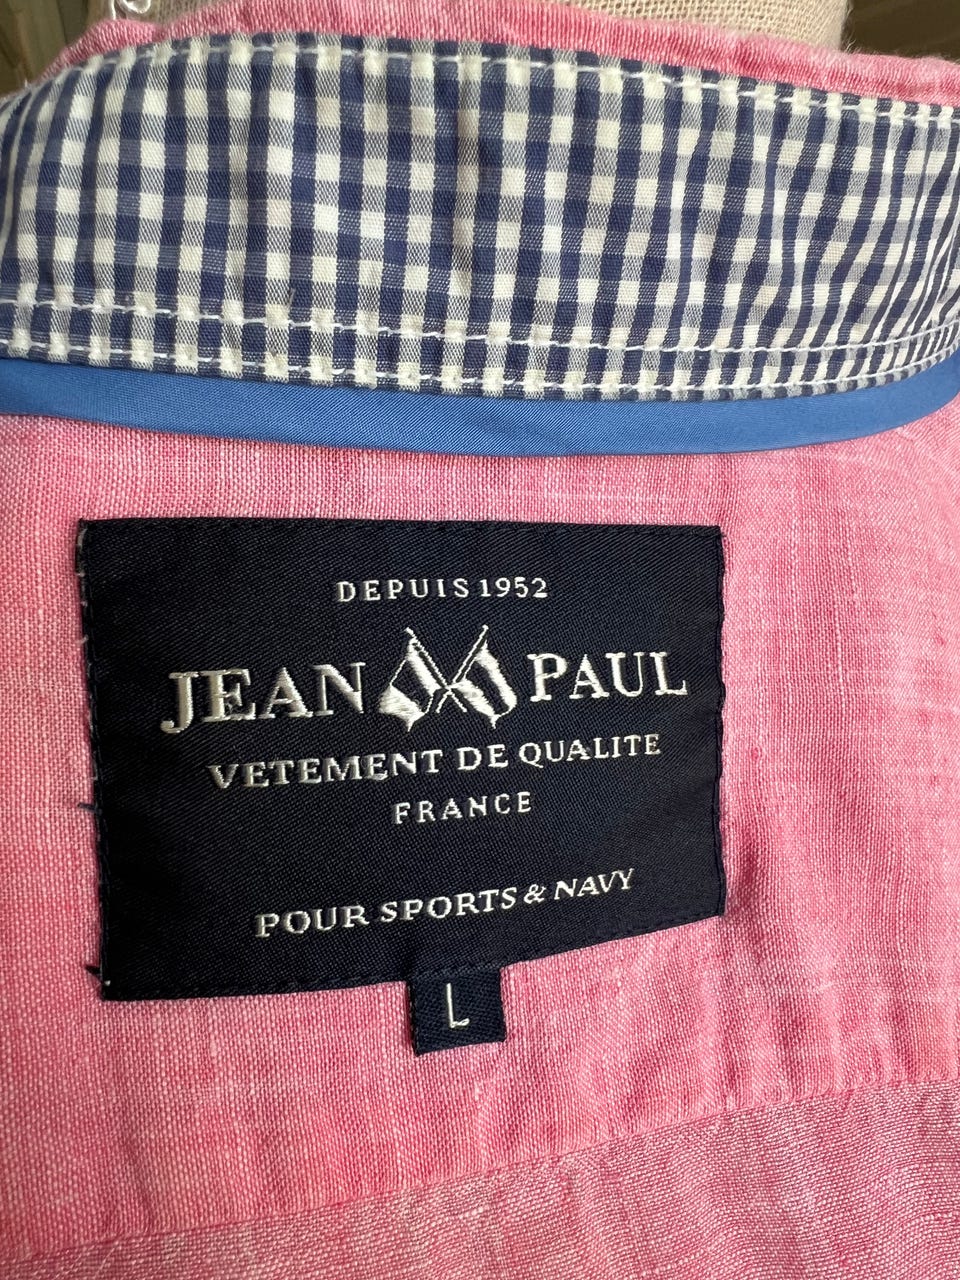 DEPUIS 1952
JEAN PAUL
VETEMENT DE QUALITE
FRANCE
POUR SPORTS & NAVY
L